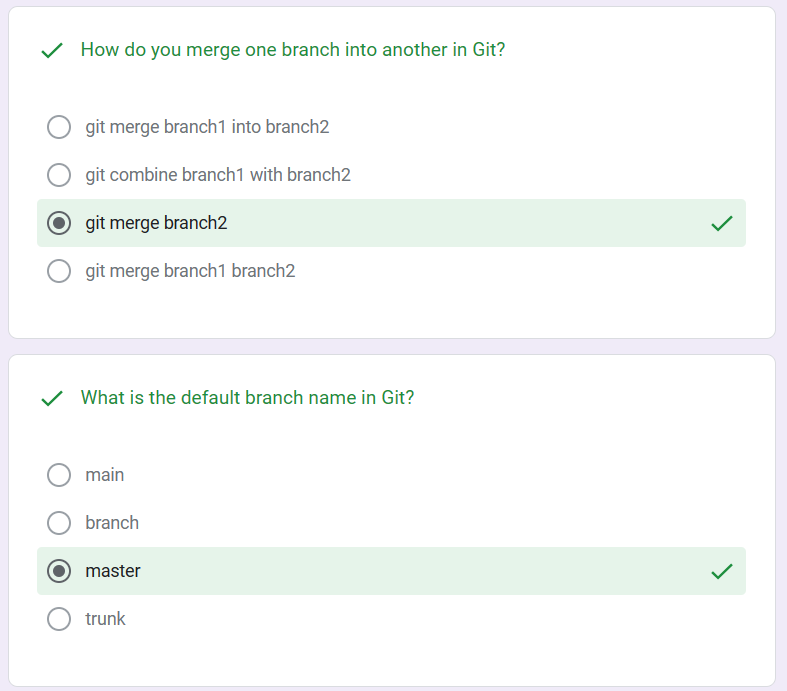 How do you merge one branch into another in Git?
git merge branch1 into branch2
git combine branch1 with branch2
git merge branch2
git merge branch1 branch2
What is the default branch name in Git?
main
branch
master
trunk